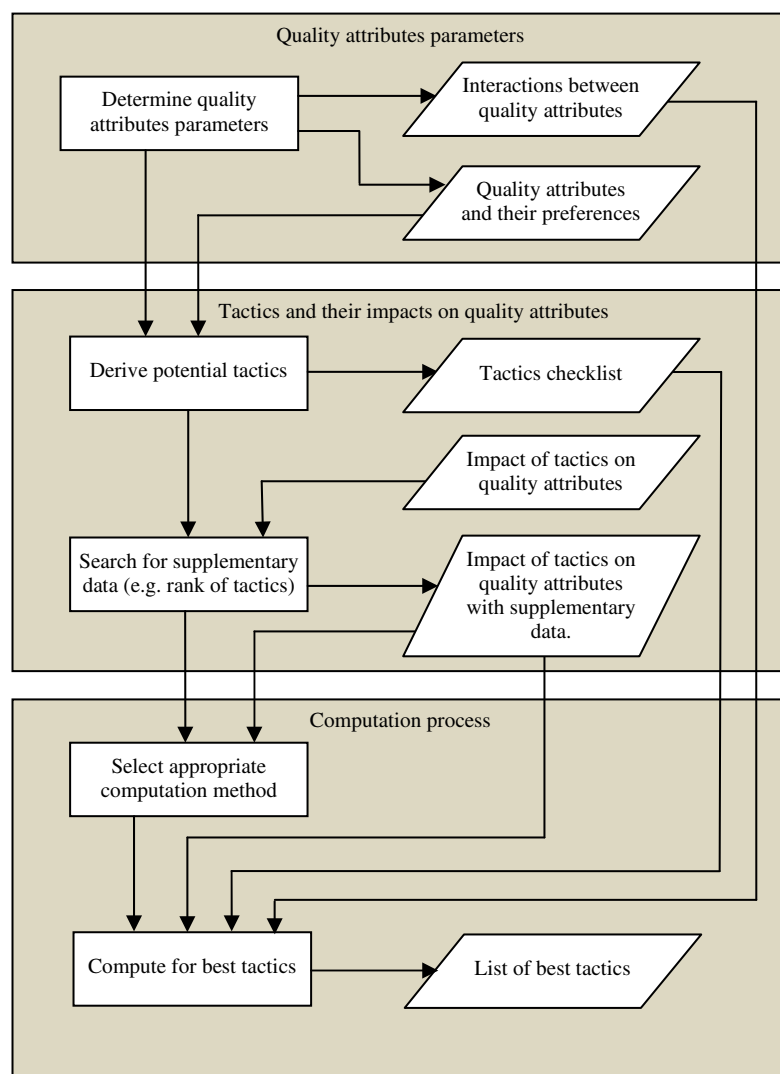 Quality attributes parameters
Determine quality
attributes parameters
Interactions between
quality attributes
Quality attributes
and their preferences
Tactics and their impacts on quality attributes
Derive potential tactics
Tactics checklist
Impact of tactics on
quality attributes
Search for supplementary
data (e.g. rank of tactics)
Impact of tactics on
quality attributes
with supplementary
data.
Computation process
Select appropriate
computation method
Compute for best tactics
List of best tactics